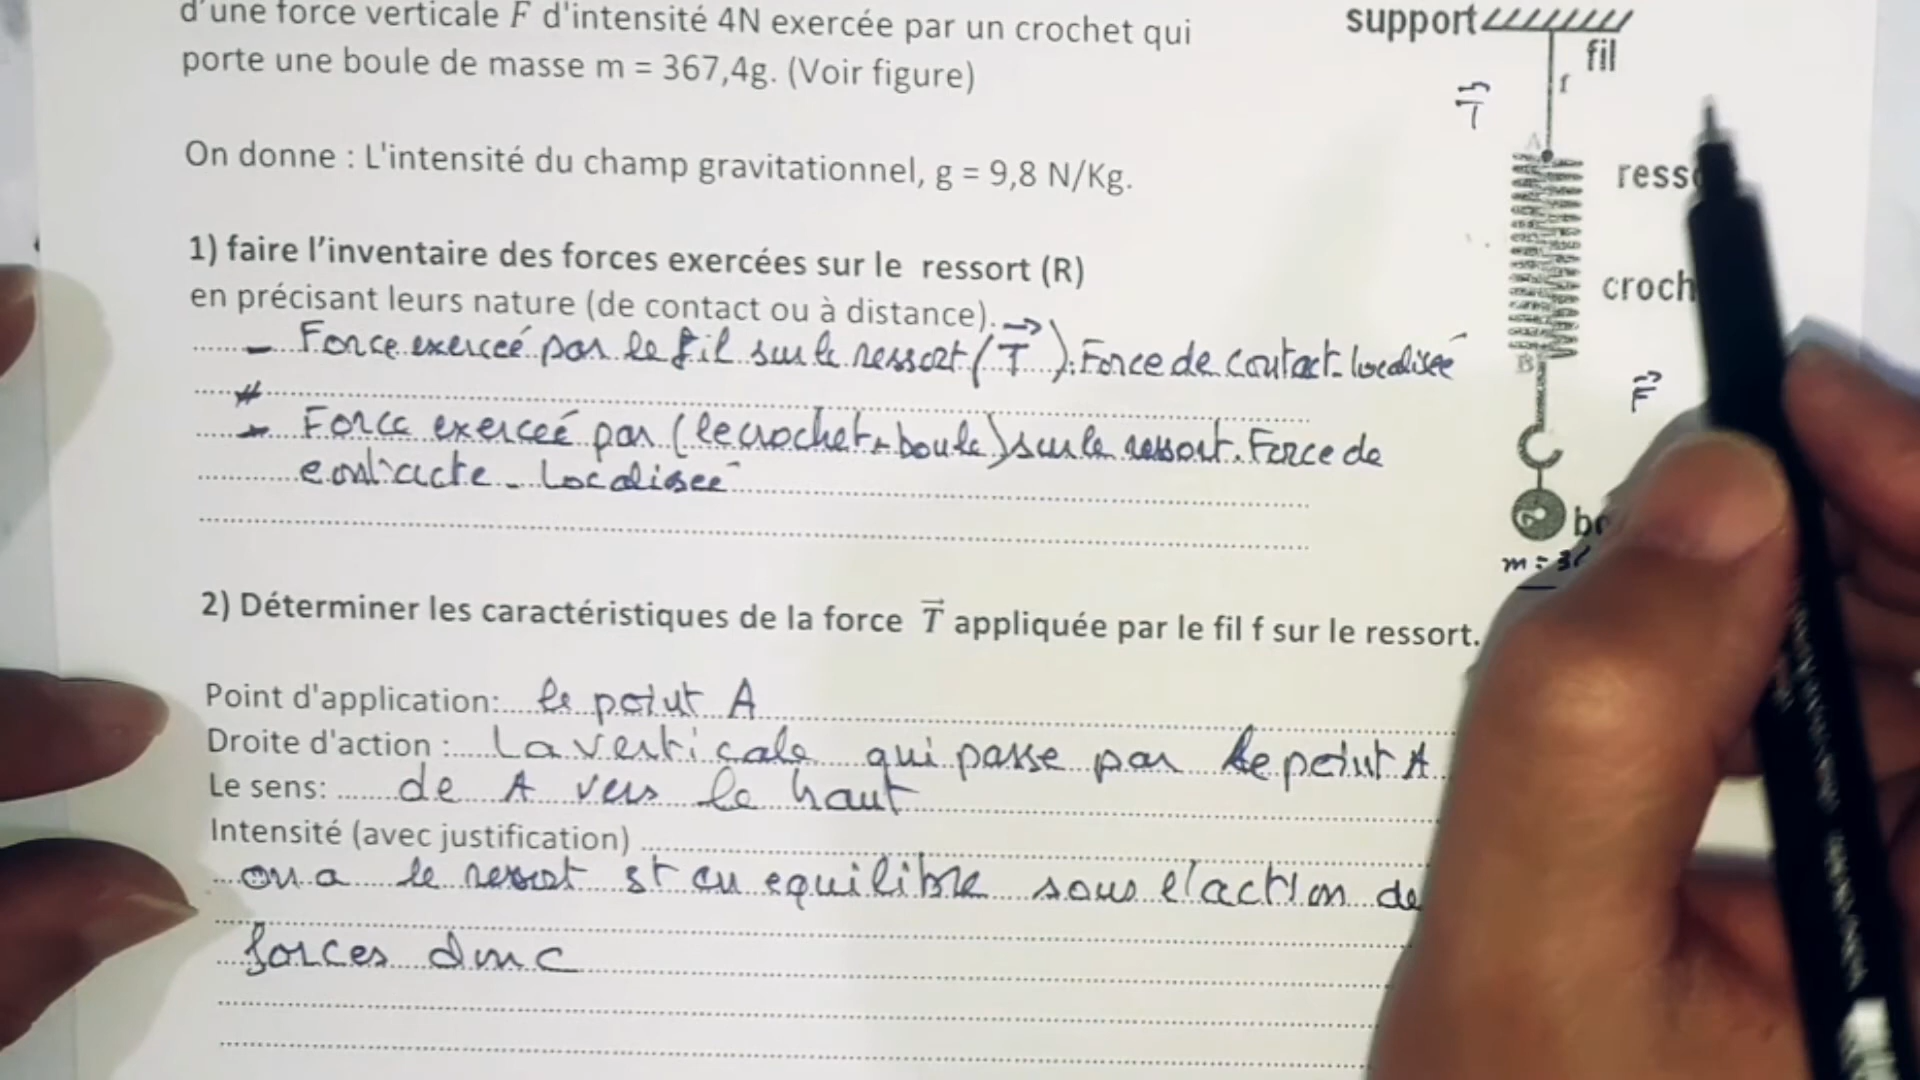 d'une force verticale F d'intensité 4N exercée par un crochet qui
porte une boule de masse m = 367,4g. (Voir figure)
On donne : L'intensité du champ gravitationnel, g = 9,8 N/Kg.
1) faire l'inventaire des forces exercées sur le ressort (R)
en précisant leurs nature (de contact ou à distance).
- Force exerceé par le fil sur le ressort (T). Force de contact - localiseé
- Force exerceé par (le crochet + boule) sur le ressort. Force de
contacte - Localiseé
2) Déterminer les caractéristiques de la force T appliquée par le fil f sur le ressort.
Point d'application: le point A
Droite d'action : La verticale qui passe par le point A
Le sens: de A vers le haut
Intensité (avec justification)
on a le ressort st en equilibre sous l'action de
forces donc
support
fil
f
T
A
B
F
m =